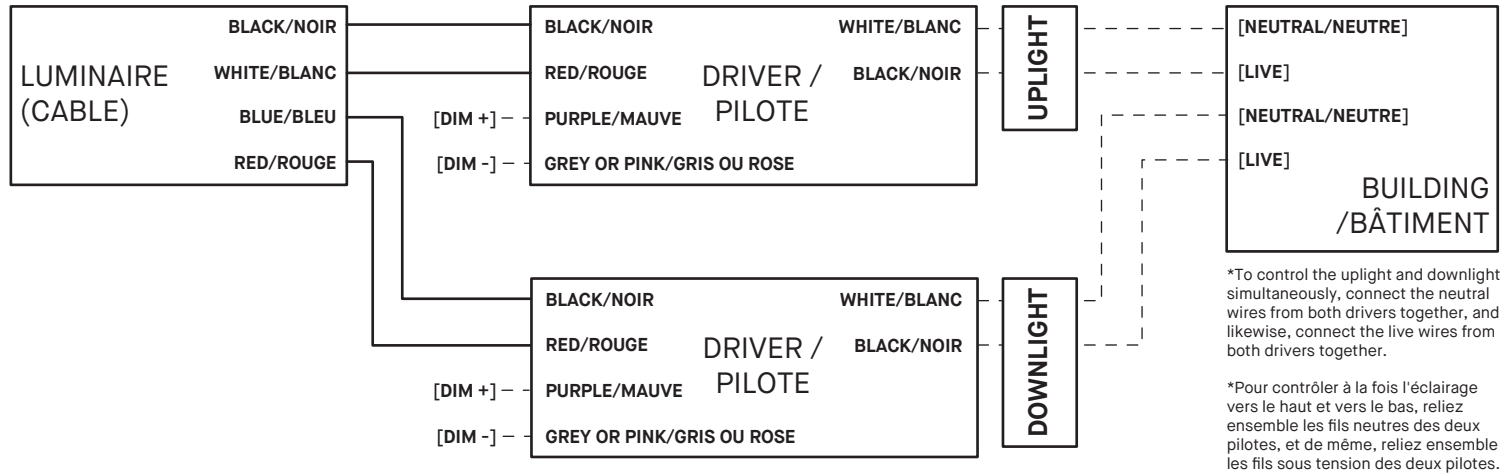 LUMINAIRE
(CABLE)
BLACK/NOIR
WHITE/BLANC
BLUE/BLEU
RED/ROUGE
BLACK/NOIR
RED/ROUGE
[DIM +]
PURPLE/MAUVE
[DIM -]
GREY OR PINK/GRIS OU ROSE
DRIVER /
PILOTE
WHITE/BLANC
BLACK/NOIR
UPLIGHT
[NEUTRAL/NEUTRE]
[LIVE]
[NEUTRAL/NEUTRE]
[LIVE]
BUILDING
/BÂTIMENT
BLACK/NOIR
RED/ROUGE
[DIM +]
PURPLE/MAUVE
[DIM -]
GREY OR PINK/GRIS OU ROSE
DRIVER /
PILOTE
WHITE/BLANC
BLACK/NOIR
DOWNLIGHT
*To control the uplight and downlight
simultaneously, connect the neutral
wires from both drivers together, and
likewise, connect the live wires from
both drivers together.
*Pour contrôler à la fois l'éclairage
vers le haut et vers le bas, reliez
ensemble les fils neutres des deux
pilotes, et de même, reliez ensemble
les fils sous tension des deux pilotes.